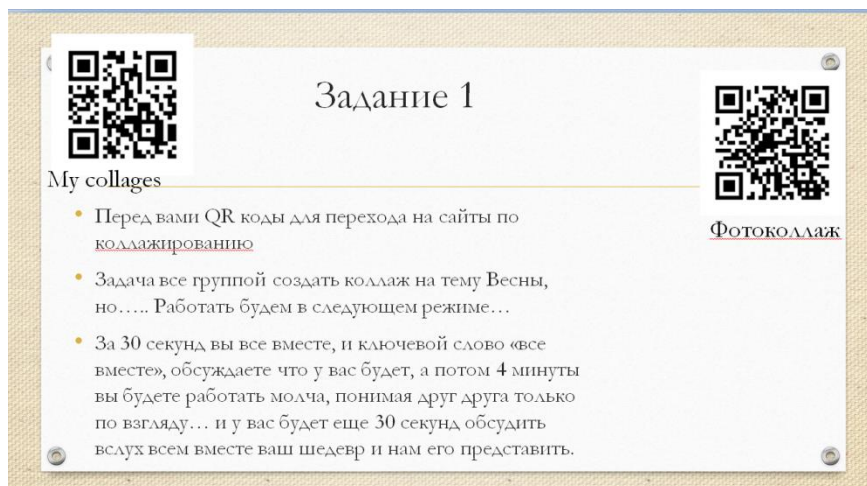 Задание 1
My collages
Фотоколлаж
• Перед вами QR коды для перехода на сайты по
коллажированию
• Задача все группой создать коллаж на тему Весны,
но….. Работать будем в следующем режиме…
• За 30 секунд вы все вместе, и ключевой слово «все
вместе», обсуждаете что у вас будет, а потом 4 минуты
вы будете работать молча, понимая друг друга только
по взгляду… и у вас будет еще 30 секунд обсудить
вслух всем вместе ваш шедевр и нам его представить.